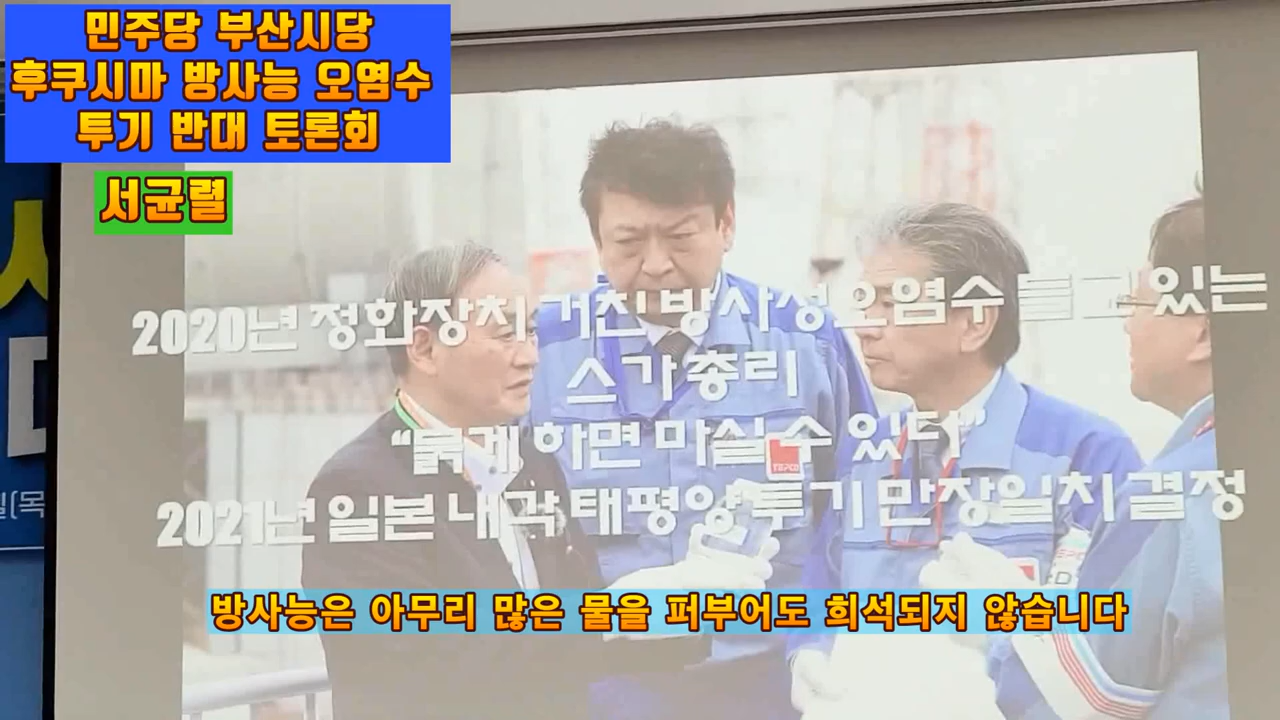 민주당 부산시당
후쿠시마 방사능 오염수
투기 반대 토론회
서균렬
2020년 정화장치 거친 방사성 오염수 들고 있는
스가 총리
“묽게 하면 마실 수 있다”
2021년 일본 내각 태평양 투기 만장일치 결정
TEPCO
방사능은 아무리 많은 물을 퍼부어도 희석되지 않습니다